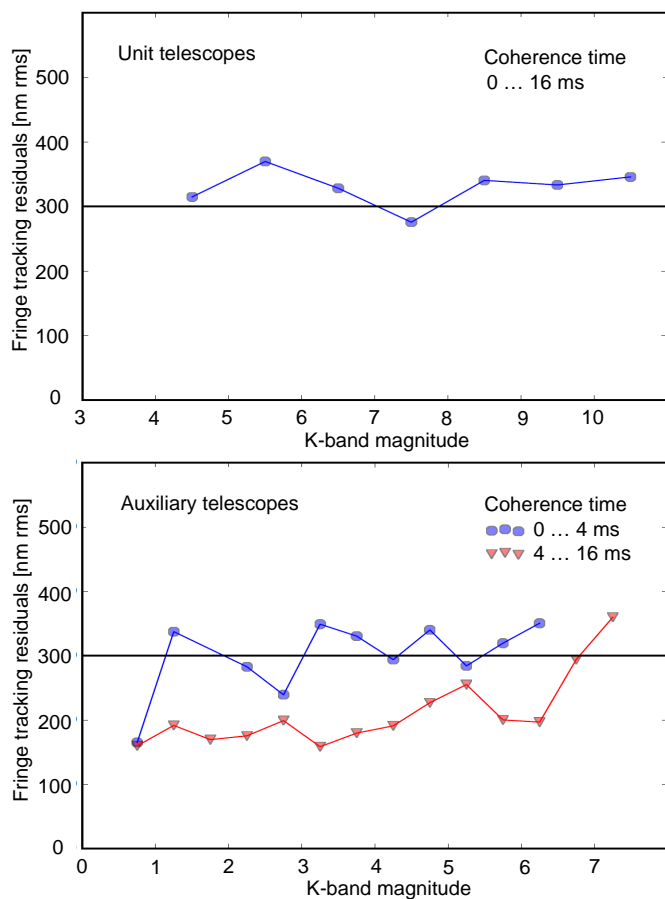 Unit telescopes
Coherence time
0 … 16 ms
Fringe tracking residuals [nm rms]
500
400
300
200
100
0
3 4 5 6 7 8 9 10
K-band magnitude
Auxiliary telescopes
Coherence time
0 … 4 ms
4 … 16 ms
Fringe tracking residuals [nm rms]
500
400
300
200
100
0
0 1 2 3 4 5 6 7
K-band magnitude